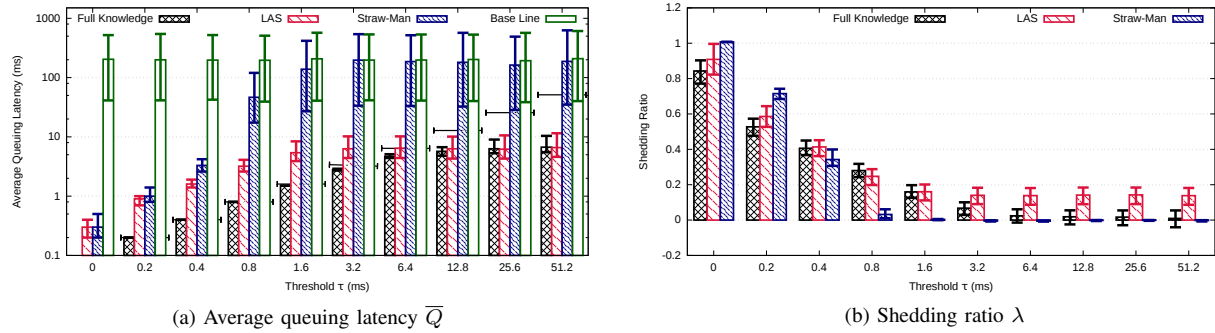 Full Knowledge LAS Straw-Man Base Line
1000
100
10
1
0.1
Average Queuing Latency (ms)
0 0.2 0.4 0.8 1.6 3.2 6.4 12.8 25.6 51.2
Threshold τ (ms)
(a) Average queuing latency Q̅
Full Knowledge LAS Straw-Man
1.2
1
0.8
0.6
0.4
0.2
0
-0.2
Shedding Ratio
0 0.2 0.4 0.8 1.6 3.2 6.4 12.8 25.6 51.2
Threshold τ (ms)
(b) Shedding ratio λ